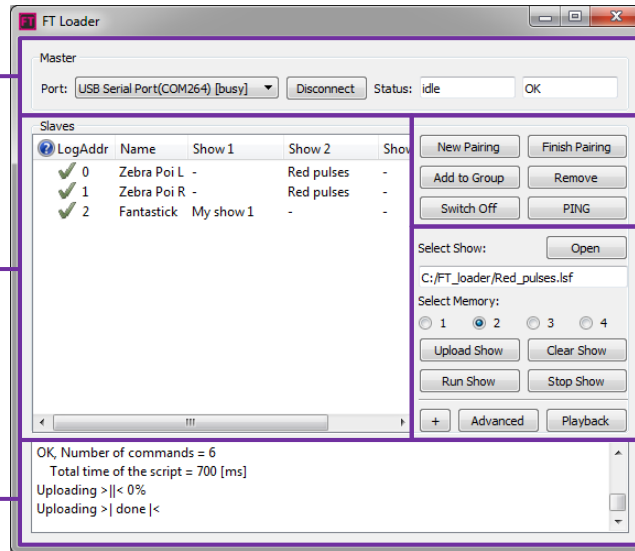 FT FT Loader
Master
Port: USB Serial Port(COM264) [busy] Disconnect Status: idle OK
Slaves
? LogAddr Name Show 1 Show 2 Shov
0 Zebra Poi L - Red pulses -
1 Zebra Poi R - Red pulses -
2 Fantastick My show 1 - -
New Pairing Finish Pairing
Add to Group Remove
Switch Off PING
Select Show: Open
C:/FT_loader/Red_pulses.lsf
Select Memory:
1 2 3 4
Upload Show Clear Show
Run Show Stop Show
+ Advanced Playback
OK, Number of commands = 6
Total time of the script = 700 [ms]
Uploading >||< 0%
Uploading >| done |<